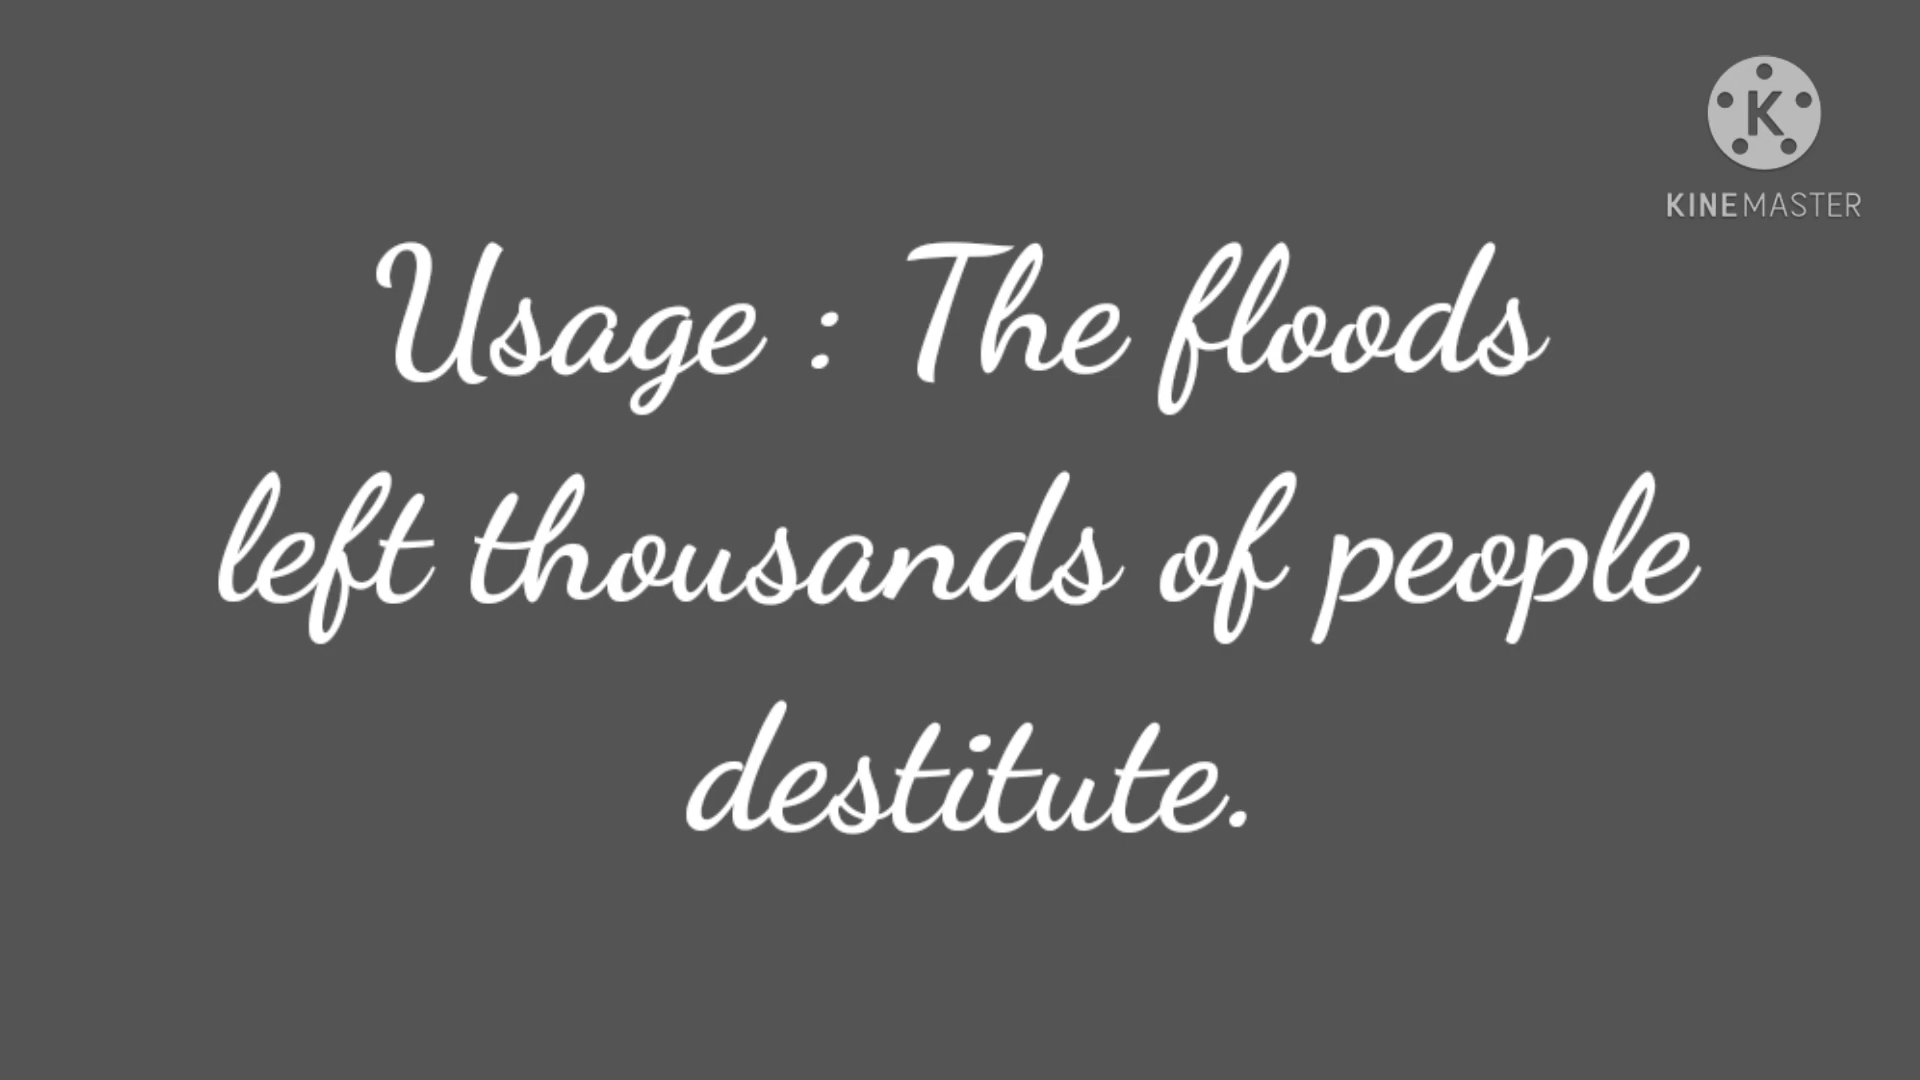 K
KINEMASTER
Usage : The floods
left thousands of people
destitute.